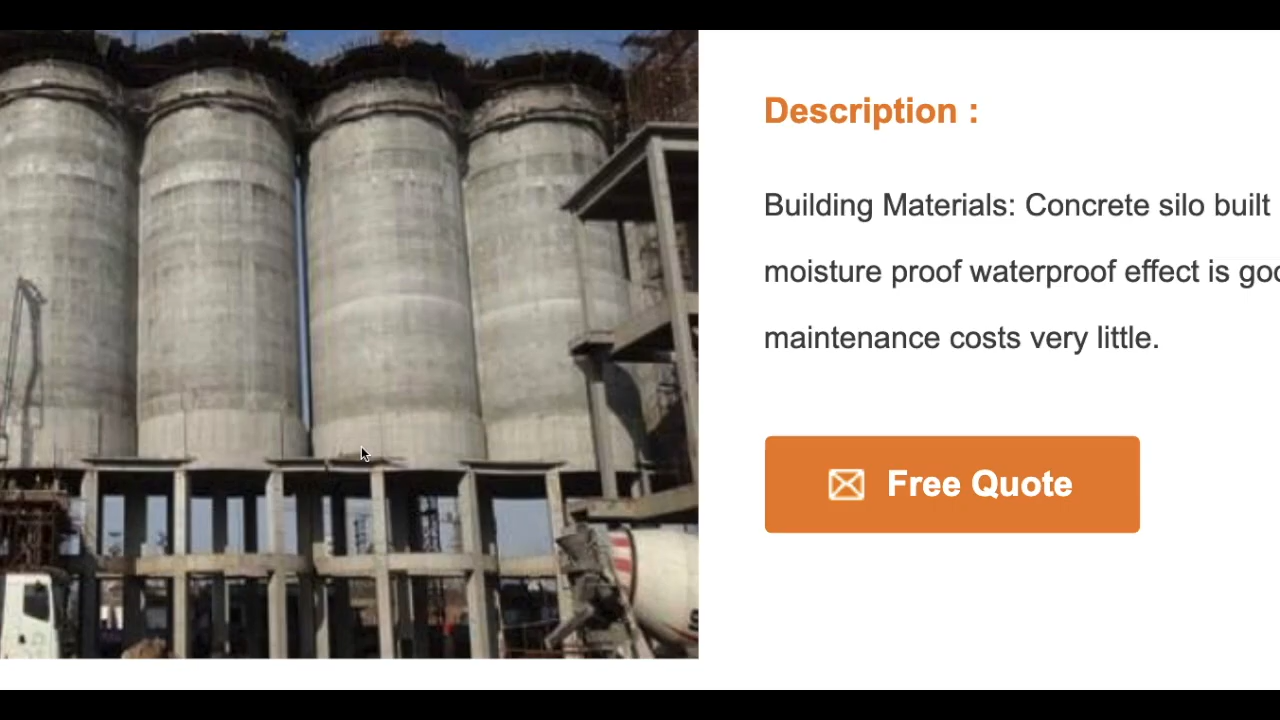 Description :
Building Materials: Concrete silo built
moisture proof waterproof effect is
maintenance costs very little.
Free Quote